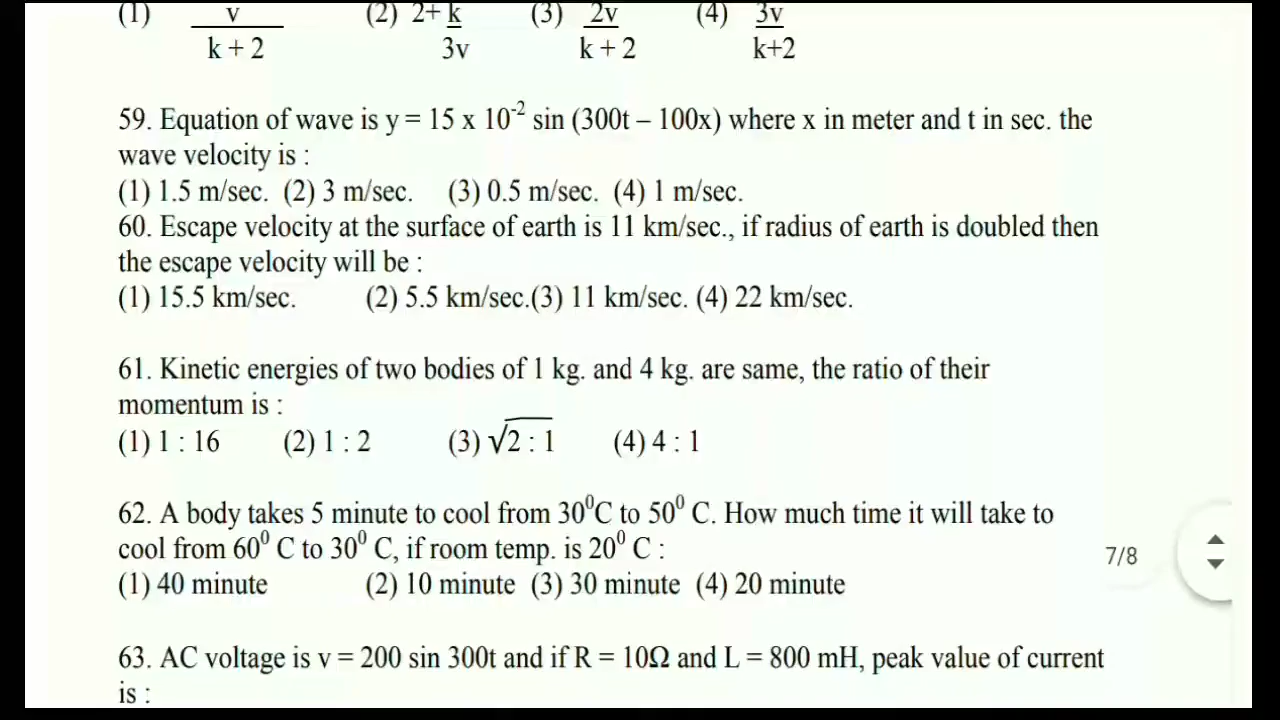 (1) v (2) 2+ k (3) 2v (4) 3v
k + 2 3v k + 2 k+2
59. Equation of wave is y = 15 x 10⁻² sin (300t – 100x) where x in meter and t in sec. the
wave velocity is :
(1) 1.5 m/sec. (2) 3 m/sec. (3) 0.5 m/sec. (4) 1 m/sec.
60. Escape velocity at the surface of earth is 11 km/sec., if radius of earth is doubled then
the escape velocity will be :
(1) 15.5 km/sec. (2) 5.5 km/sec.(3) 11 km/sec. (4) 22 km/sec.
61. Kinetic energies of two bodies of 1 kg. and 4 kg. are same, the ratio of their
momentum is :
(1) 1 : 16 (2) 1 : 2 (3) √2 : 1 (4) 4 : 1
62. A body takes 5 minute to cool from 30⁰C to 50⁰ C. How much time it will take to
cool from 60⁰ C to 30⁰ C, if room temp. is 20⁰ C :
7/8
(1) 40 minute (2) 10 minute (3) 30 minute (4) 20 minute
63. AC voltage is v = 200 sin 300t and if R = 10Ω and L = 800 mH, peak value of current
is :